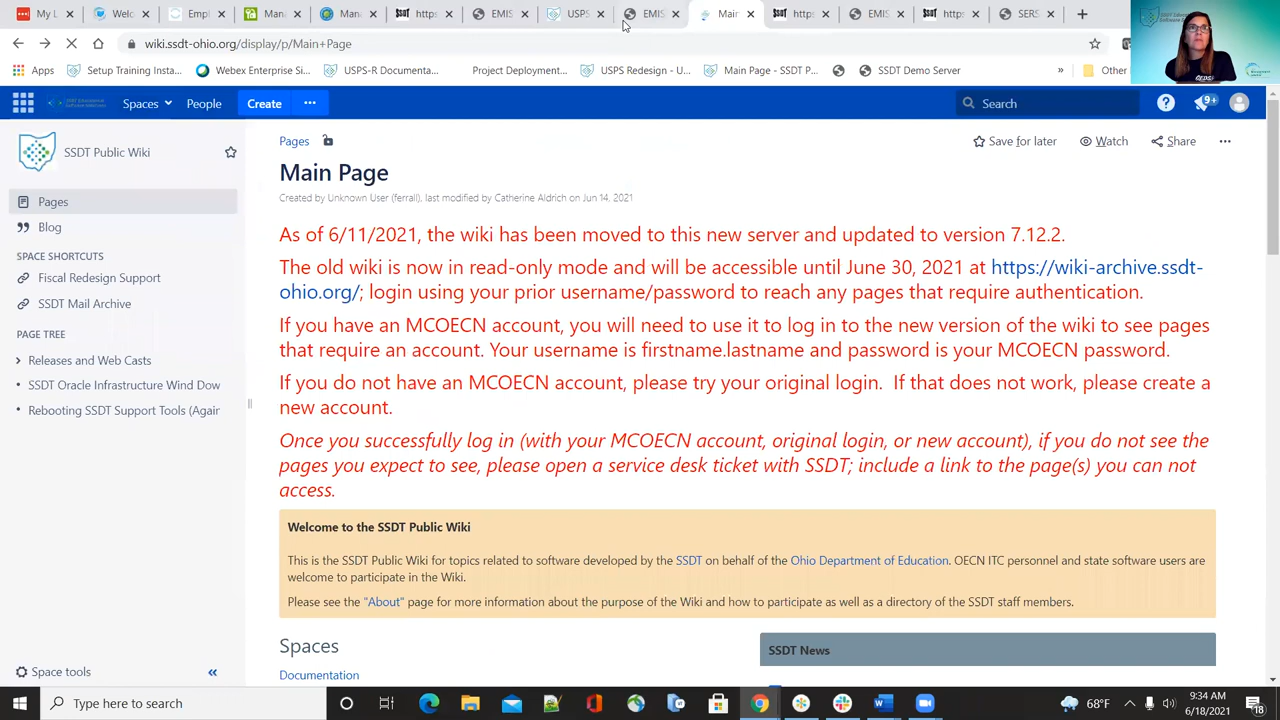 My L
Welc
Empl
Man
Man
https
EMIS
USPS
EMIS
Main
https
EMIS
https
SERS
wiki.ssdt-ohio.org/display/p/Main+Page
Apps
Setup Training Insta...
Webex Enterprise Si...
USPS-R Documenta...
Project Deployment...
USPS Redesign - U...
Main Page - SSDT P...
SSDT Demo Server
»
Other
Spaces
People
Create
Search
9+
SSDT Public Wiki
Pages
Save for later
Watch
Share
Main Page
Created by Unknown User (ferrall), last modified by Catherine Aldrich on Jun 14, 2021
Pages
Blog
SPACE SHORTCUTS
Fiscal Redesign Support
SSDT Mail Archive
PAGE TREE
Releases and Web Casts
SSDT Oracle Infrastructure Wind Dow
Rebooting SSDT Support Tools (Again
Space tools
«
As of 6/11/2021, the wiki has been moved to this new server and updated to version 7.12.2.
The old wiki is now in read-only mode and will be accessible until June 30, 2021 at https://wiki-archive.ssdt-
ohio.org/; login using your prior username/password to reach any pages that require authentication.
If you have an MCOECN account, you will need to use it to log in to the new version of the wiki to see pages
that require an account. Your username is firstname.lastname and password is your MCOECN password.
If you do not have an MCOECN account, please try your original login.  If that does not work, please create a
new account.
Once you successfully log in (with your MCOECN account, original login, or new account), if you do not see the
pages you expect to see, please open a service desk ticket with SSDT; include a link to the page(s) you can not
access.
Welcome to the SSDT Public Wiki
This is the SSDT Public Wiki for topics related to software developed by the SSDT on behalf of the Ohio Department of Education. OECN ITC personnel and state software users are
welcome to participate in the Wiki.
Please see the "About" page for more information about the purpose of the Wiki and how to participate as well as a directory of the SSDT staff members.
Spaces
Documentation
SSDT News
Type here to search
68°F
9:34 AM
6/18/2021
18